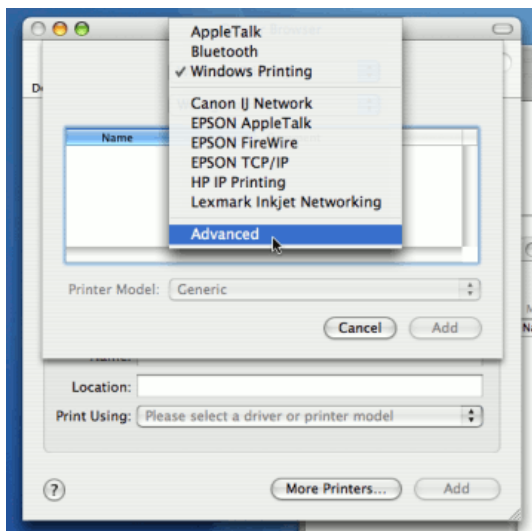 AppleTalk
Bluetooth
✓ Windows Printing
Canon IJ Network
EPSON AppleTalk
EPSON FireWire
EPSON TCP/IP
HP IP Printing
Lexmark Inkjet Networking
Advanced
Name
Printer Model: Generic
Cancel Add
Name:
Location:
Print Using: Please select a driver or printer model
? More Printers... Add